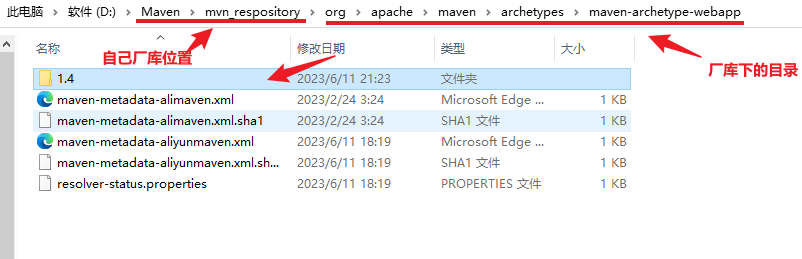 此电脑 > 软件 (D:) > Maven > mvn_respository > org > apache > maven > archetypes > maven-archetype-webapp
名称 修改日期 类型 大小
自己厂库位置
厂库下的目录
1.4 2023/6/11 21:23 文件夹
maven-metadata-alimaven.xml 2023/2/24 3:24 Microsoft Edge ... 1 KB
maven-metadata-alimaven.xml.sha1 2023/2/24 3:24 SHA1 文件 1 KB
maven-metadata-aliyunmaven.xml 2023/6/11 18:19 Microsoft Edge ... 1 KB
maven-metadata-aliyunmaven.xml.sh... 2023/6/11 18:19 SHA1 文件 1 KB
resolver-status.properties 2023/6/11 18:19 PROPERTIES 文件 1 KB